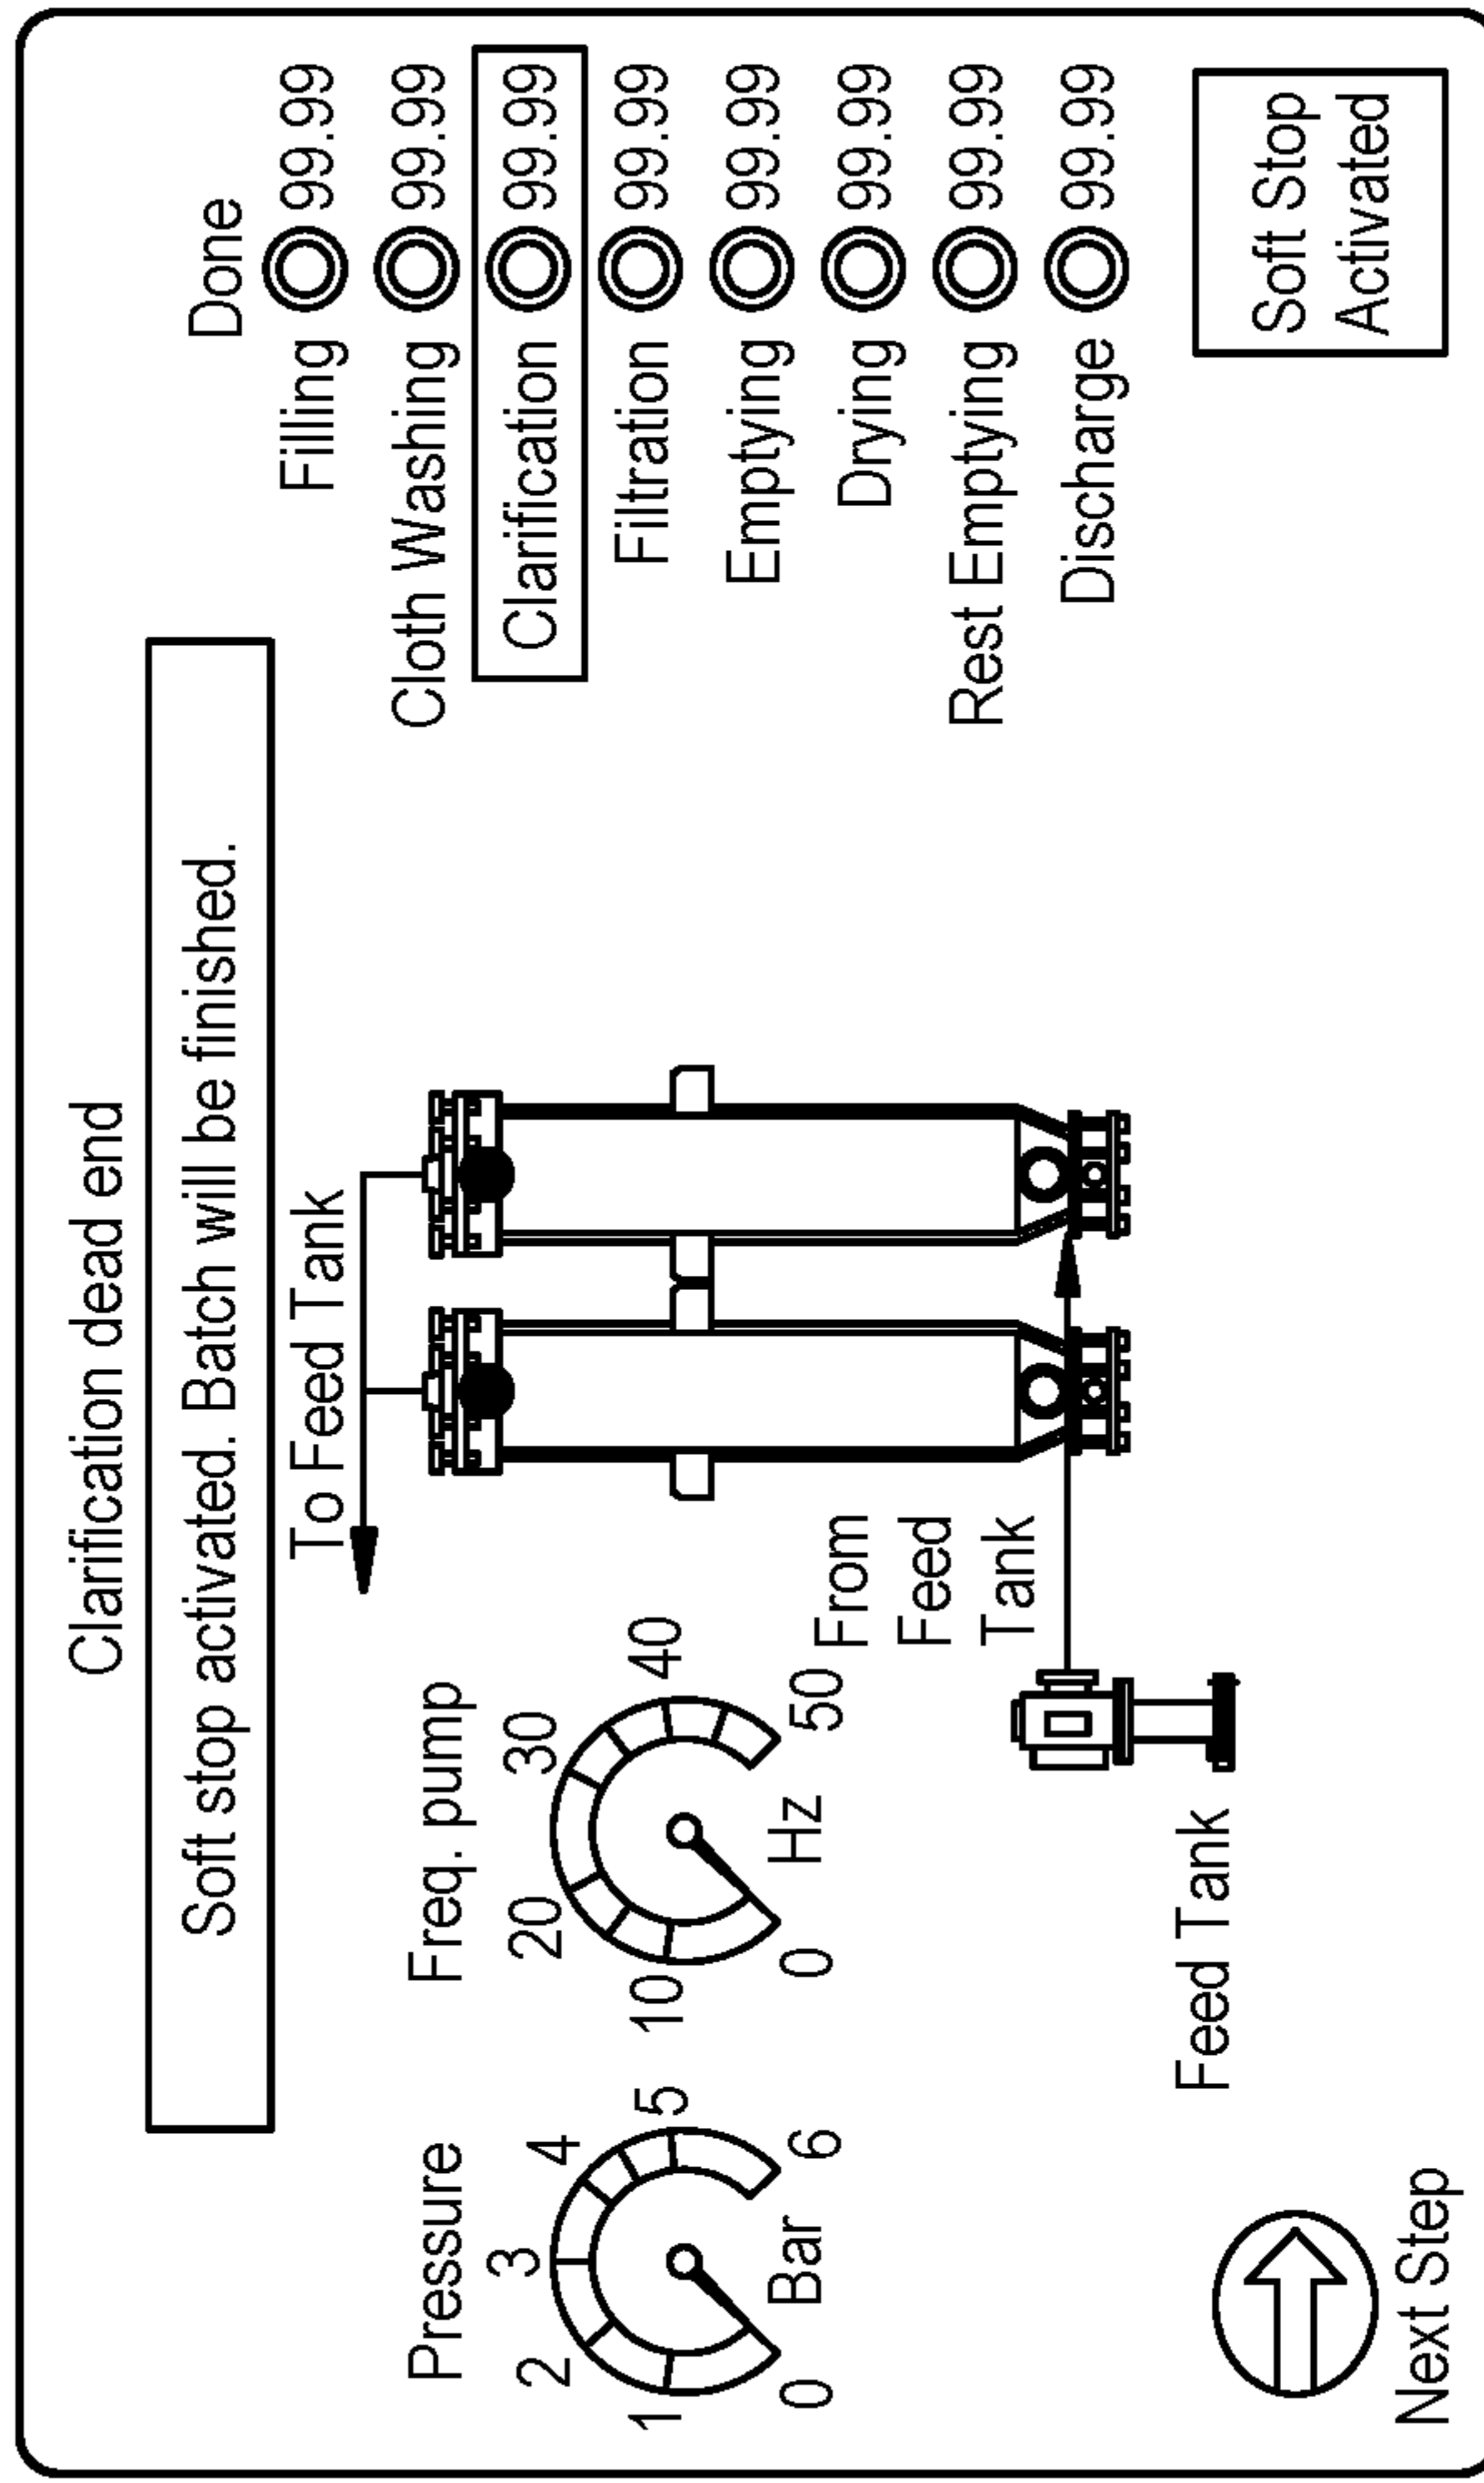 Clarification dead end
Soft stop activated. Batch will be finished.
Pressure
0
1
2
3
4
5
6
Bar
Freq. pump
0
10
20
30
40
50
Hz
To Feed Tank
From
Feed
Tank
Feed Tank
Next Step
Done
Filling 99.99
Cloth Washing 99.99
Clarification 99.99
Filtration 99.99
Emptying 99.99
Drying 99.99
Rest Emptying 99.99
Discharge 99.99
Soft Stop
Activated